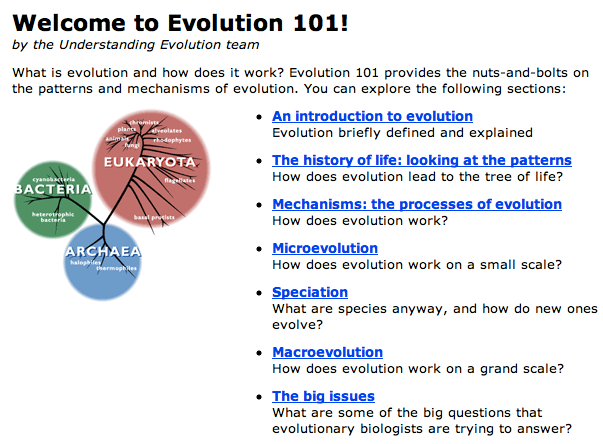 Welcome to Evolution 101!
by the Understanding Evolution team
What is evolution and how does it work? Evolution 101 provides the nuts-and-bolts on
the patterns and mechanisms of evolution. You can explore the following sections:
chromists
plants
alveolates
animals
rhodophytes
fungi
EUKARYOTA
flagellates
basal protists
cyanobacteria
BACTERIA
heterotrophic
bacteria
ARCHAEA
halophiles
thermophiles
• An introduction to evolution
Evolution briefly defined and explained
• The history of life: looking at the patterns
How does evolution lead to the tree of life?
• Mechanisms: the processes of evolution
How does evolution work?
• Microevolution
How does evolution work on a small scale?
• Speciation
What are species anyway, and how do new ones
evolve?
• Macroevolution
How does evolution work on a grand scale?
• The big issues
What are some of the big questions that
evolutionary biologists are trying to answer?